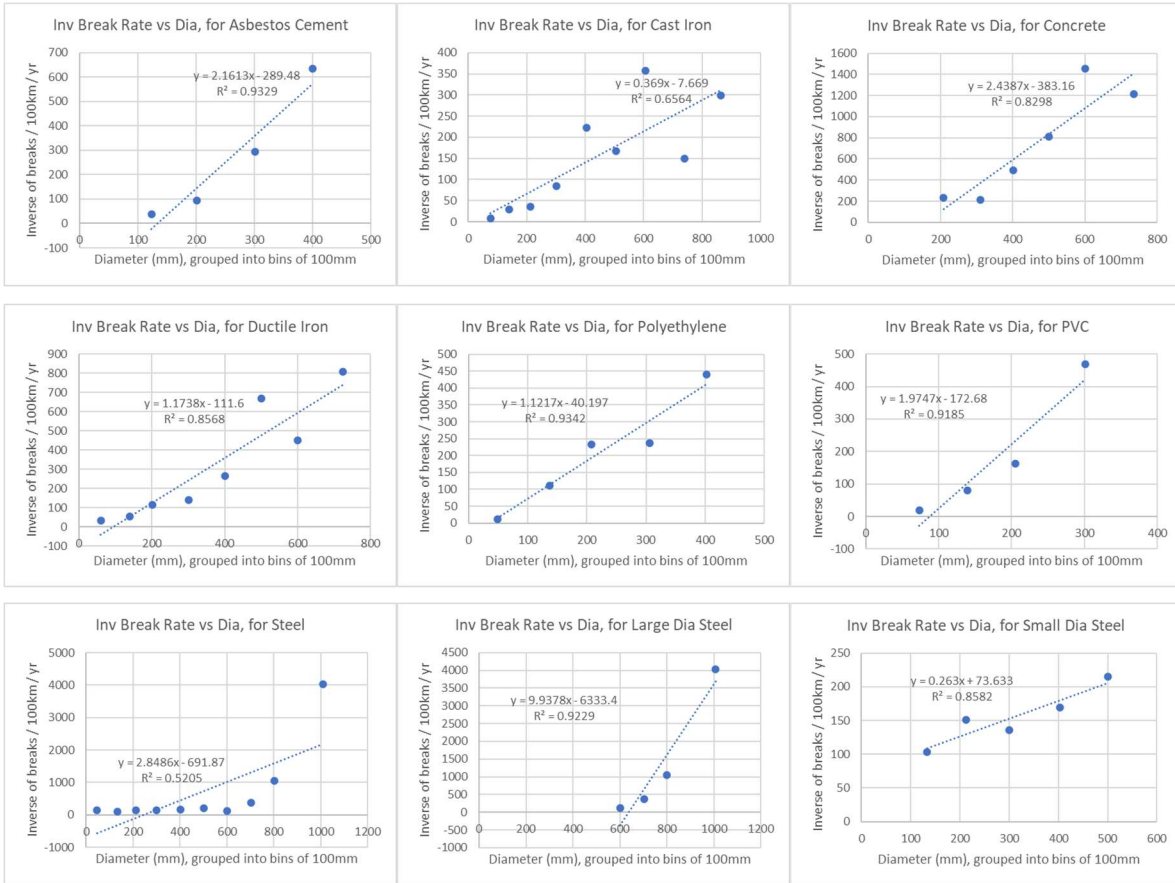 Inv Break Rate vs Dia, for Asbestos Cement
Inverse of breaks / 100km / yr
700
600
500
400
300
200
100
0
-100
y = 2.1613x - 289.48
R² = 0.9329
0 100 200 300 400 500
Diameter (mm), grouped into bins of 100mm
Inv Break Rate vs Dia, for Cast Iron
Inverse of breaks / 100km / yr
400
350
300
250
200
150
100
50
0
y = 0.369x - 7.669
R² = 0.6564
0 200 400 600 800 1000
Diameter (mm), grouped into bins of 100mm
Inv Break Rate vs Dia, for Concrete
Inverse of breaks / 100km / yr
1600
1400
1200
1000
800
600
400
200
0
y = 2.4387x - 383.16
R² = 0.8298
0 200 400 600 800
Diameter (mm), grouped into bins of 100mm
Inv Break Rate vs Dia, for Ductile Iron
Inverse of breaks / 100km / yr
900
800
700
600
500
400
300
200
100
0
-100
y = 1.1738x - 111.6
R² = 0.8568
0 200 400 600 800
Diameter (mm), grouped into bins of 100mm
Inv Break Rate vs Dia, for Polyethylene
Inverse of breaks / 100km / yr
500
450
400
350
300
250
200
150
100
50
0
y = 1.1217x - 40.197
R² = 0.9342
0 100 200 300 400 500
Diameter (mm), grouped into bins of 100mm
Inv Break Rate vs Dia, for PVC
Inverse of breaks / 100km / yr
500
400
300
200
100
0
-100
y = 1.9747x - 172.68
R² = 0.9185
0 100 200 300 400
Diameter (mm), grouped into bins of 100mm
Inv Break Rate vs Dia, for Steel
Inverse of breaks / 100km / yr
5000
4000
3000
2000
1000
0
-1000
y = 2.8486x - 691.87
R² = 0.5205
0 200 400 600 800 1000 1200
Diameter (mm), grouped into bins of 100mm
Inv Break Rate vs Dia, for Large Dia Steel
Inverse of breaks / 100km / yr
4500
4000
3500
3000
2500
2000
1500
1000
500
0
-500
-1000
y = 9.9378x - 6333.4
R² = 0.9229
0 200 400 600 800 1000 1200
Diameter (mm), grouped into bins of 100mm
Inv Break Rate vs Dia, for Small Dia Steel
Inverse of breaks / 100km / yr
250
200
150
100
50
0
y = 0.263x + 73.633
R² = 0.8582
0 100 200 300 400 500 600
Diameter (mm), grouped into bins of 100mm